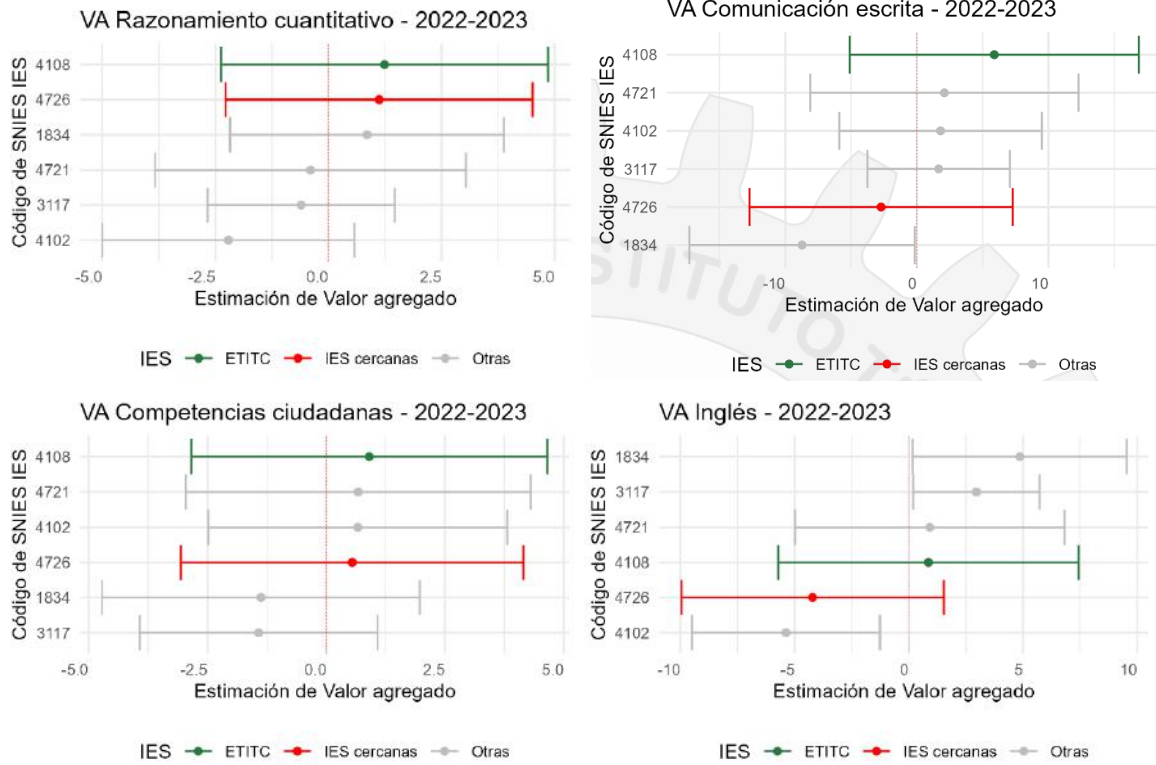 VA Razonamiento cuantitativo - 2022-2023
Código de SNIES IES
4108
4726
1834
4721
3117
4102
-5.0 -2.5 0.0 2.5 5.0
Estimación de Valor agregado
IES ETITC IES cercanas Otras
VA Comunicación escrita - 2022-2023
Código de SNIES IES
4108
4721
4102
3117
4726
1834
-10 0 10
Estimación de Valor agregado
IES ETITC IES cercanas Otras
STITUTO T
VA Competencias ciudadanas - 2022-2023
Código de SNIES IES
4108
4721
4102
4726
1834
3117
-5.0 -2.5 0.0 2.5 5.0
Estimación de Valor agregado
IES ETITC IES cercanas Otras
VA Inglés - 2022-2023
Código de SNIES IES
1834
3117
4721
4108
4726
4102
-10 -5 0 5 10
Estimación de Valor agregado
IES ETITC IES cercanas Otras